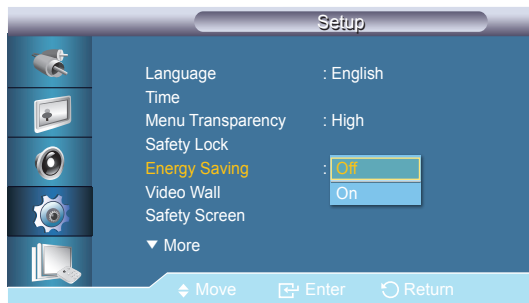 Setup
Language : English
Time
Menu Transparency : High
Safety Lock
Energy Saving : Off
On
Video Wall
Safety Screen
▼ More
Move Enter Return